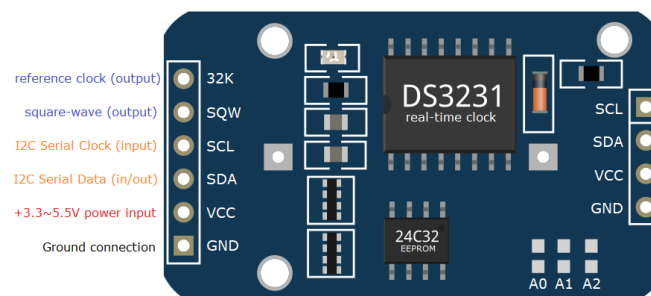 reference clock (output) 32K
square-wave (output) SQW
I2C Serial Clock (input) SCL
I2C Serial Data (in/out) SDA
+3.3~5.5V power input VCC
Ground connection GND
DS3231
real-time clock
24C32
EEPROM
SCL
SDA
VCC
GND
A0 A1 A2